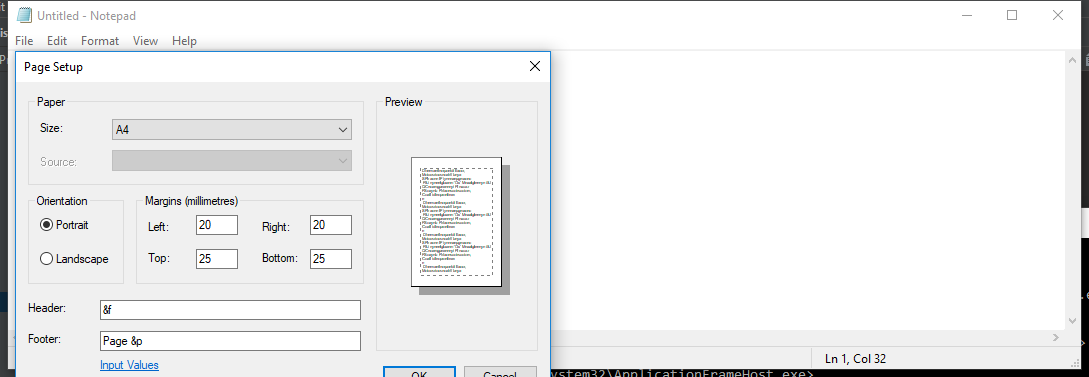 Untitled - Notepad
File Edit Format View Help
Page Setup
Paper
Size: A4
Source:
Orientation
Portrait
Landscape
Margins (millimetres)
Left: 20 Right: 20
Top: 25 Bottom: 25
Preview
Header: &f
Footer: Page &p
Input Values
OK Cancel
Ln 1, Col 32
ystem32\ApplicationFrameHost.exe>